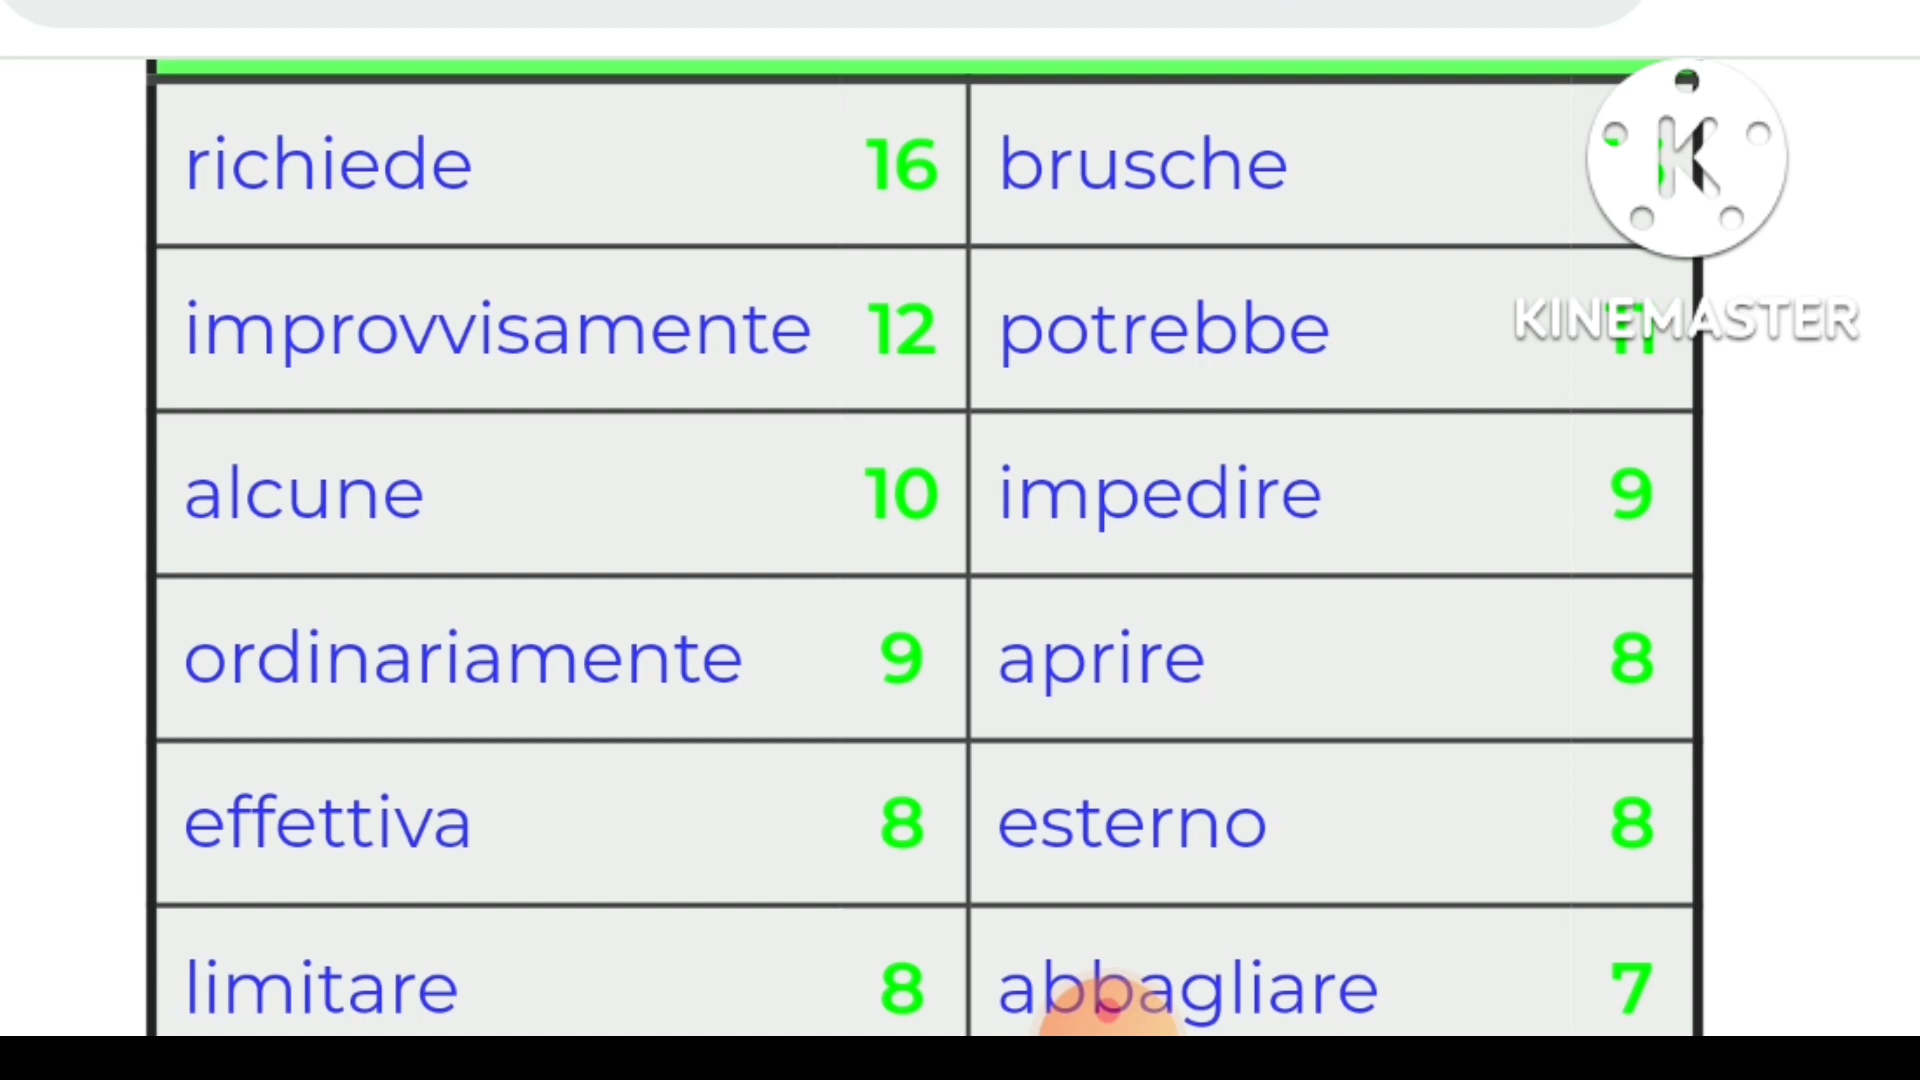 richiede 16 brusche
improvvisamente 12 potrebbe 11
KINEMASTER
alcune 10 impedire 9
ordinariamente 9 aprire 8
effettiva 8 esterno 8
limitare 8 abbagliare 7